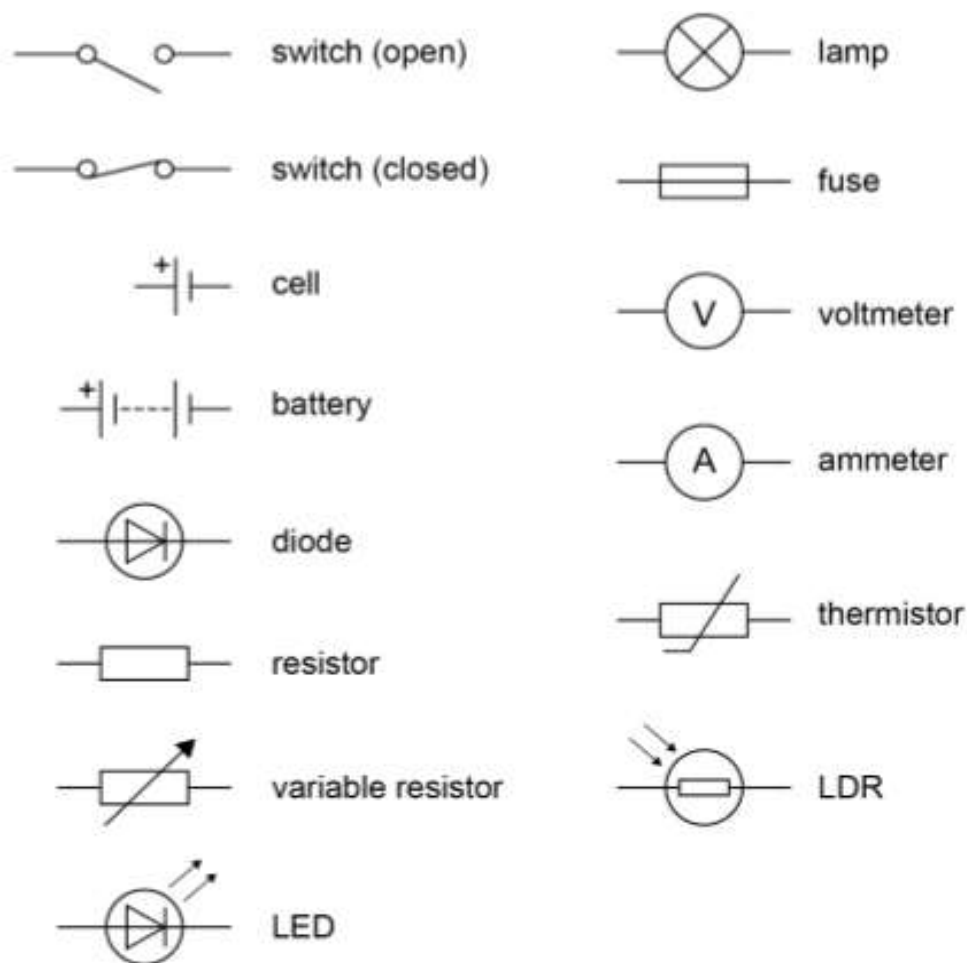 switch (open)
switch (closed)
+
cell
+
battery
diode
resistor
variable resistor
LED
lamp
fuse
V
voltmeter
A
ammeter
thermistor
LDR